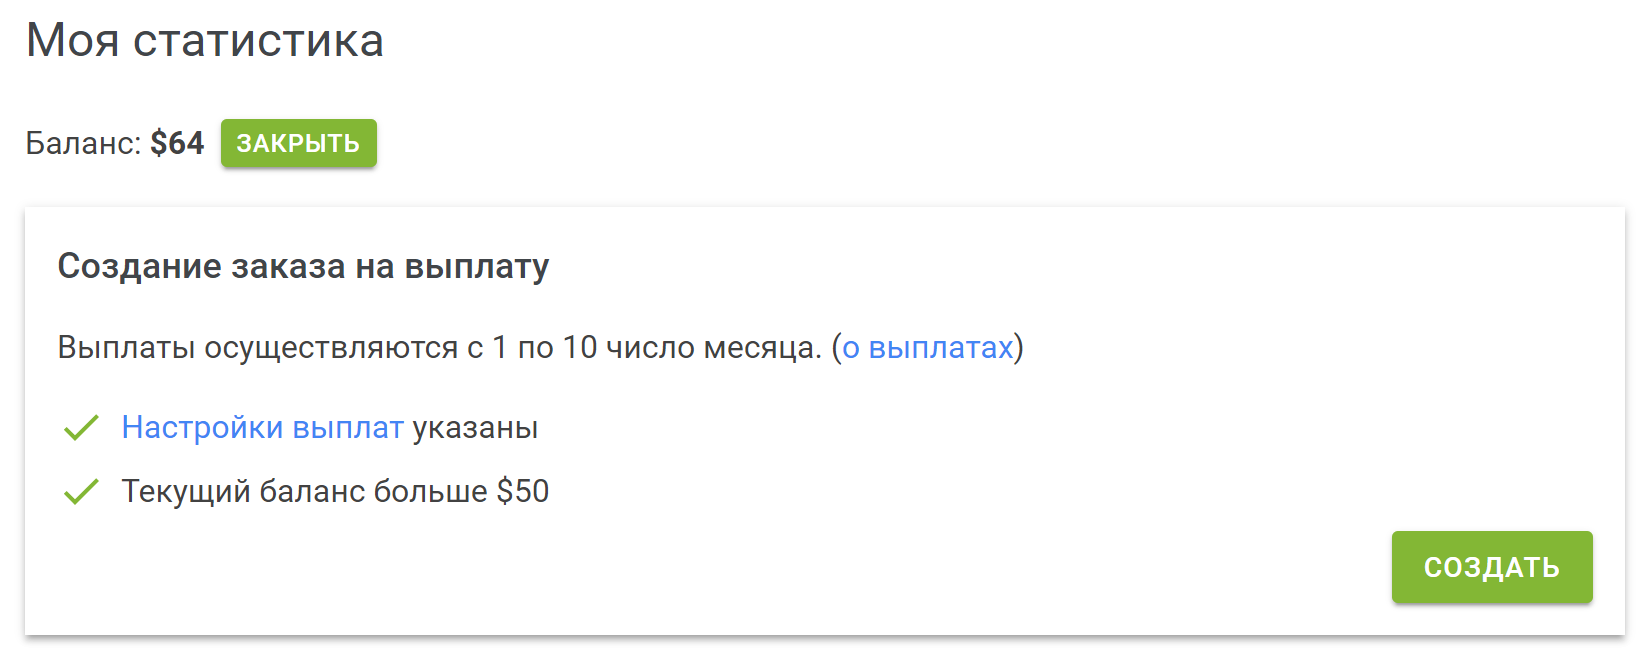 Моя статистика
Баланс: $64 ЗАКРЫТЬ
Создание заказа на выплату
Выплаты осуществляются с 1 по 10 число месяца. (о выплатах)
Настройки выплат указаны
Текущий баланс больше $50
СОЗДАТЬ